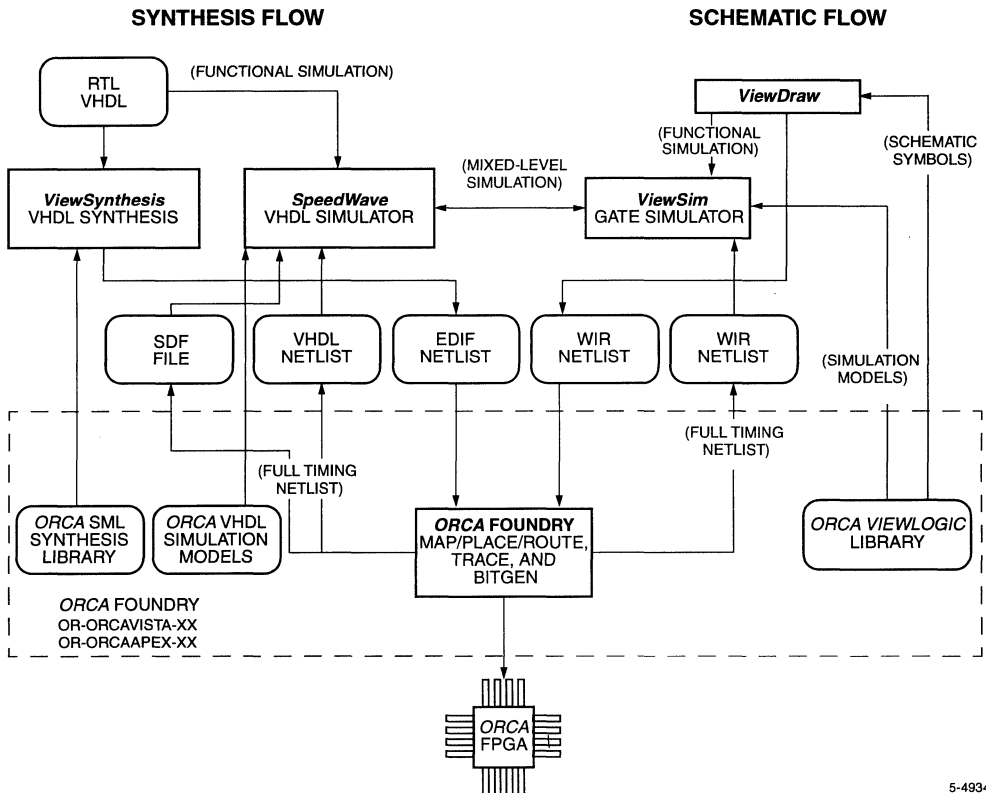 SYNTHESIS FLOW
SCHEMATIC FLOW
RTL
VHDL
(FUNCTIONAL SIMULATION)
ViewDraw
(FUNCTIONAL
SIMULATION)
(SCHEMATIC
SYMBOLS)
(MIXED-LEVEL
SIMULATION)
ViewSynthesis
VHDL SYNTHESIS
SpeedWave
VHDL SIMULATOR
ViewSim
GATE SIMULATOR
SDF
FILE
VHDL
NETLIST
EDIF
NETLIST
WIR
NETLIST
WIR
NETLIST
(SIMULATION
MODELS)
(FULL TIMING
NETLIST)
(FULL TIMING
NETLIST)
ORCA SML
SYNTHESIS
LIBRARY
ORCA VHDL
SIMULATION
MODELS
ORCA FOUNDRY
MAP/PLACE/ROUTE,
TRACE, AND
BITGEN
ORCA VIEWLOGIC
LIBRARY
ORCA FOUNDRY
OR-ORCAVISTA-XX
OR-ORCAAPEX-XX
ORCA
FPGA
5-4934